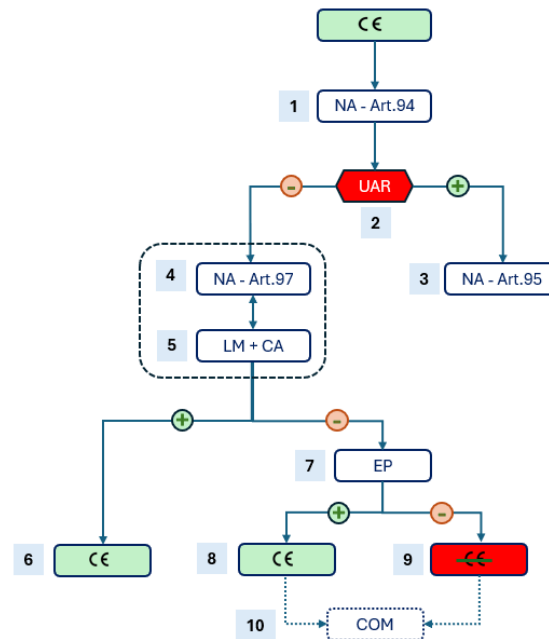 CE
1 NA - Art.94
- UAR +
2
4 NA - Art.97
3 NA - Art.95
5 LM + CA
+ -
7 EP
+ -
6 CE
8 CE
9 CE
10 COM